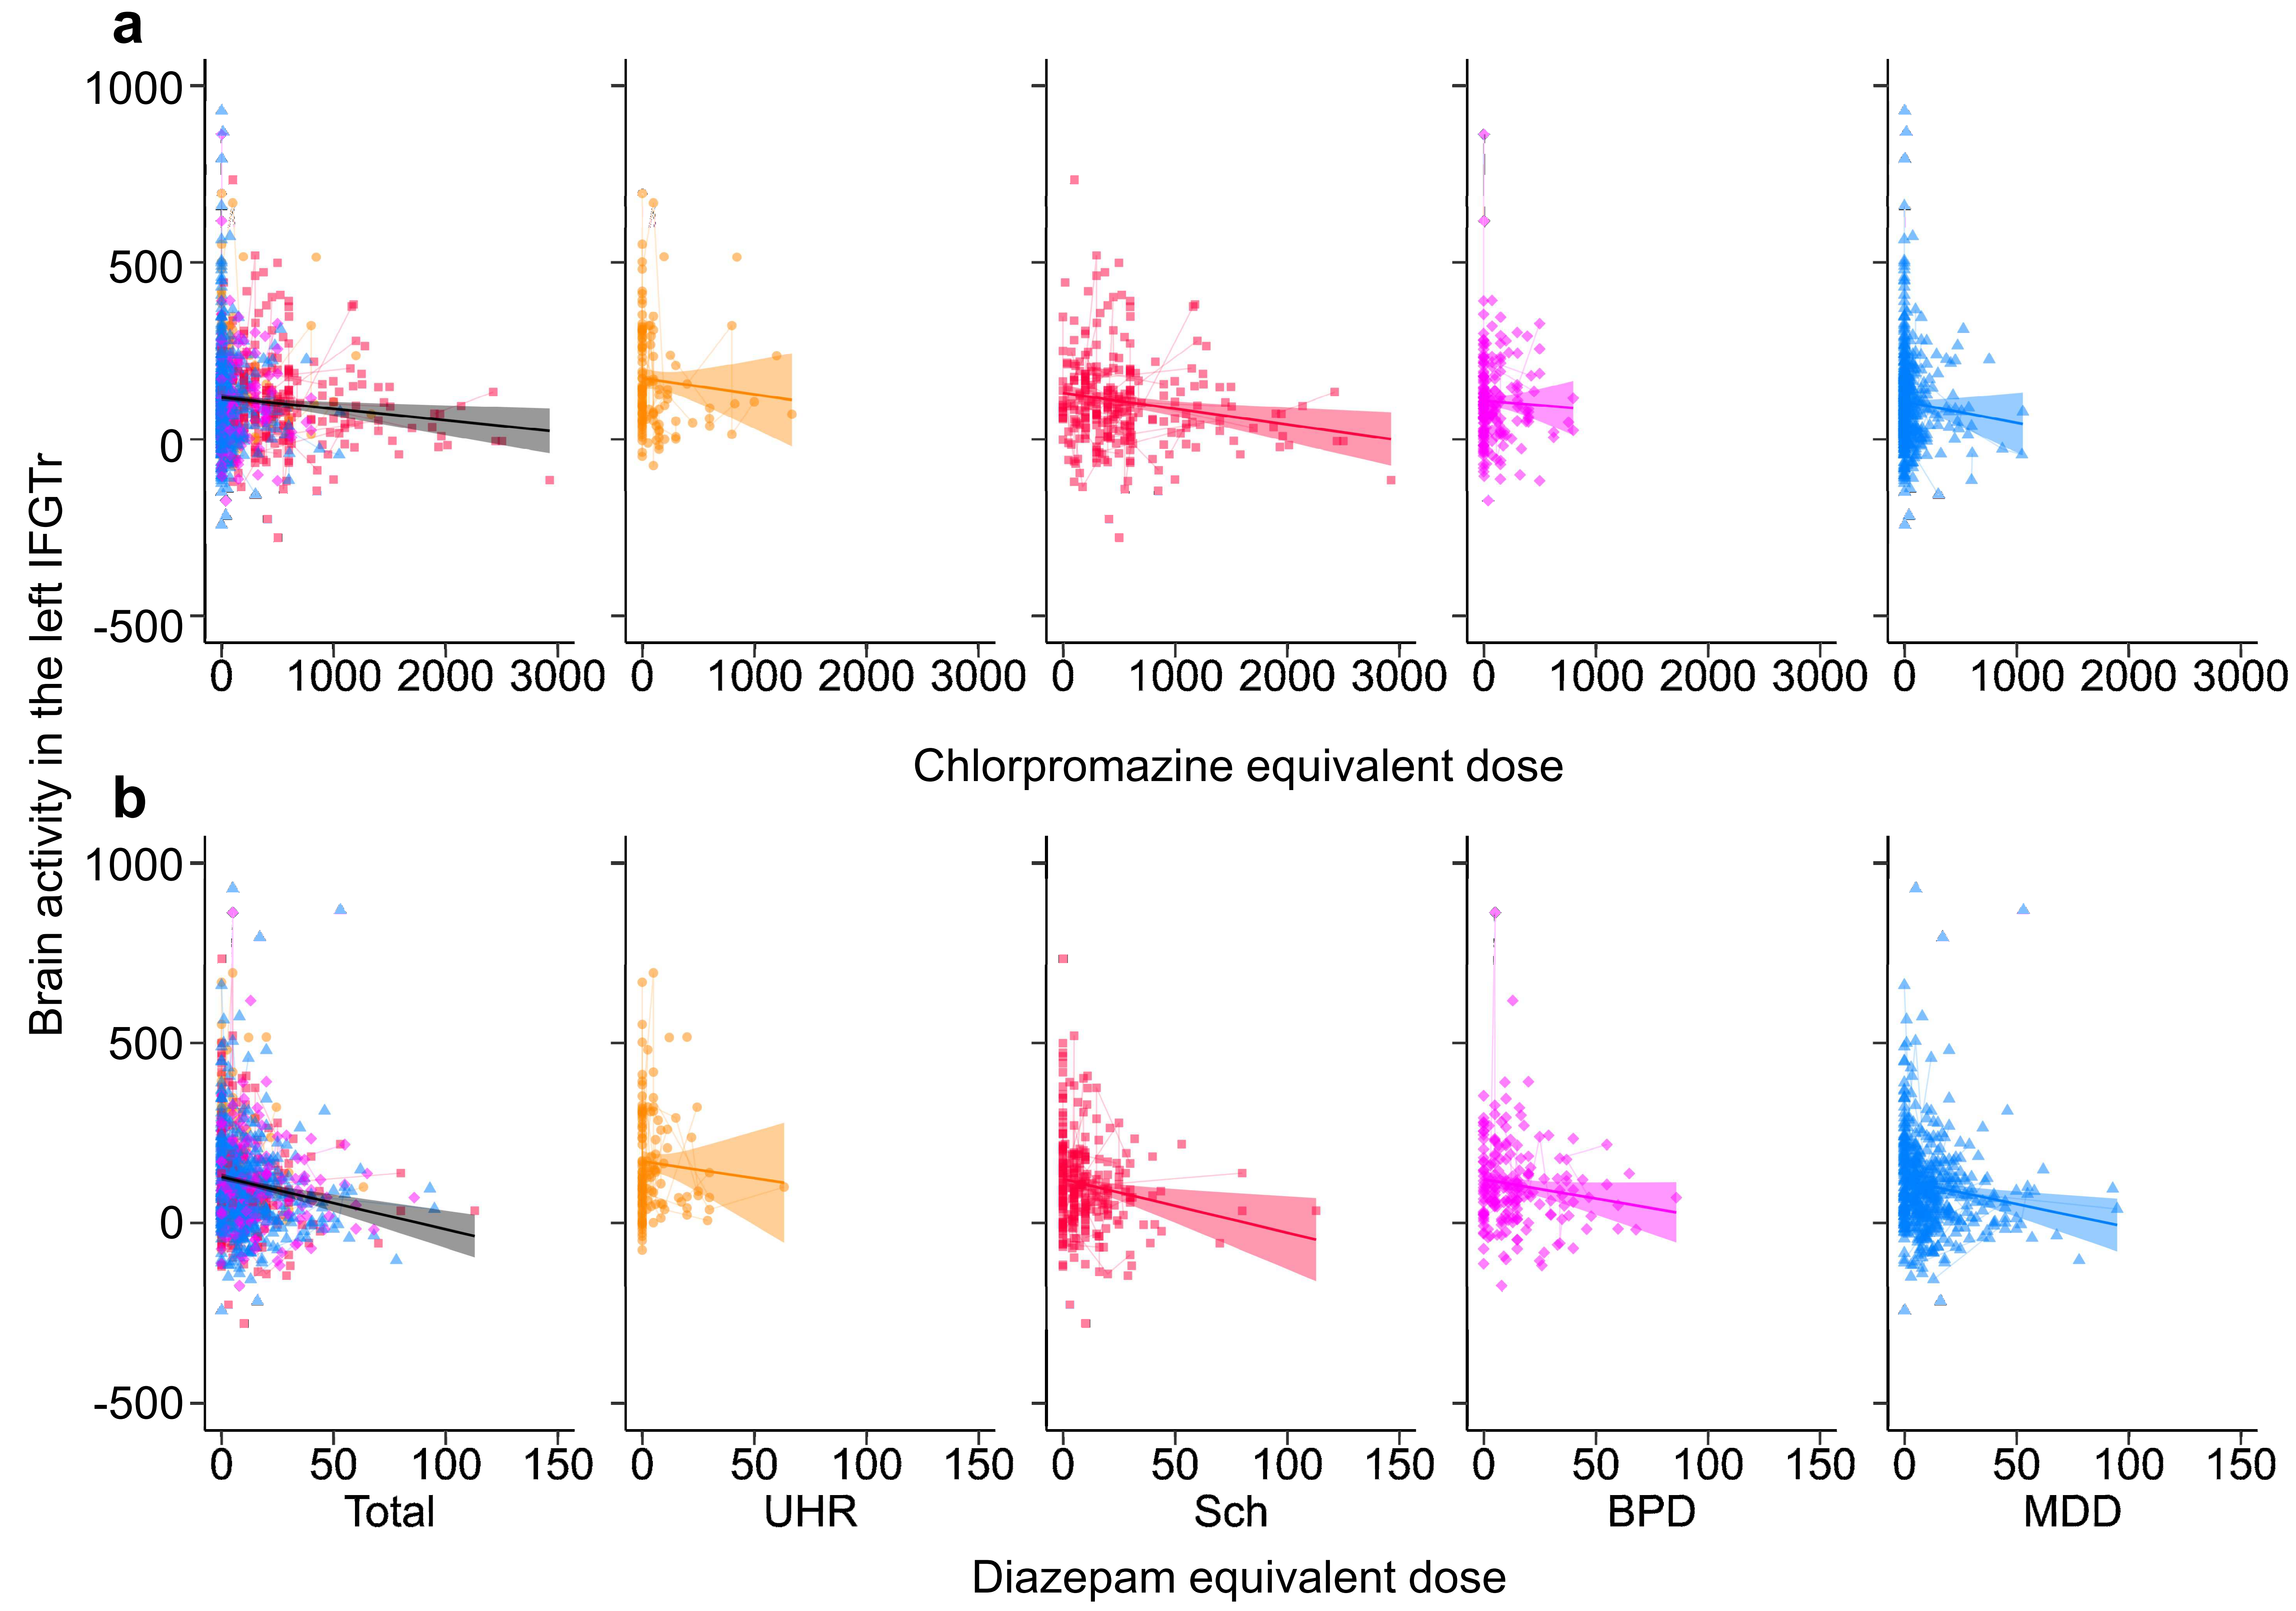 a
1000
500
0
-500
0 1000 2000 3000 0 1000 2000 3000 0 1000 2000 3000 0 1000 2000 3000 0 1000 2000 3000
Chlorpromazine equivalent dose
Brain activity in the left IFGTr
b
1000
500
0
-500
0 50 100 150 0 50 100 150 0 50 100 150 0 50 100 150 0 50 100 150
Total UHR Sch BPD MDD
Diazepam equivalent dose